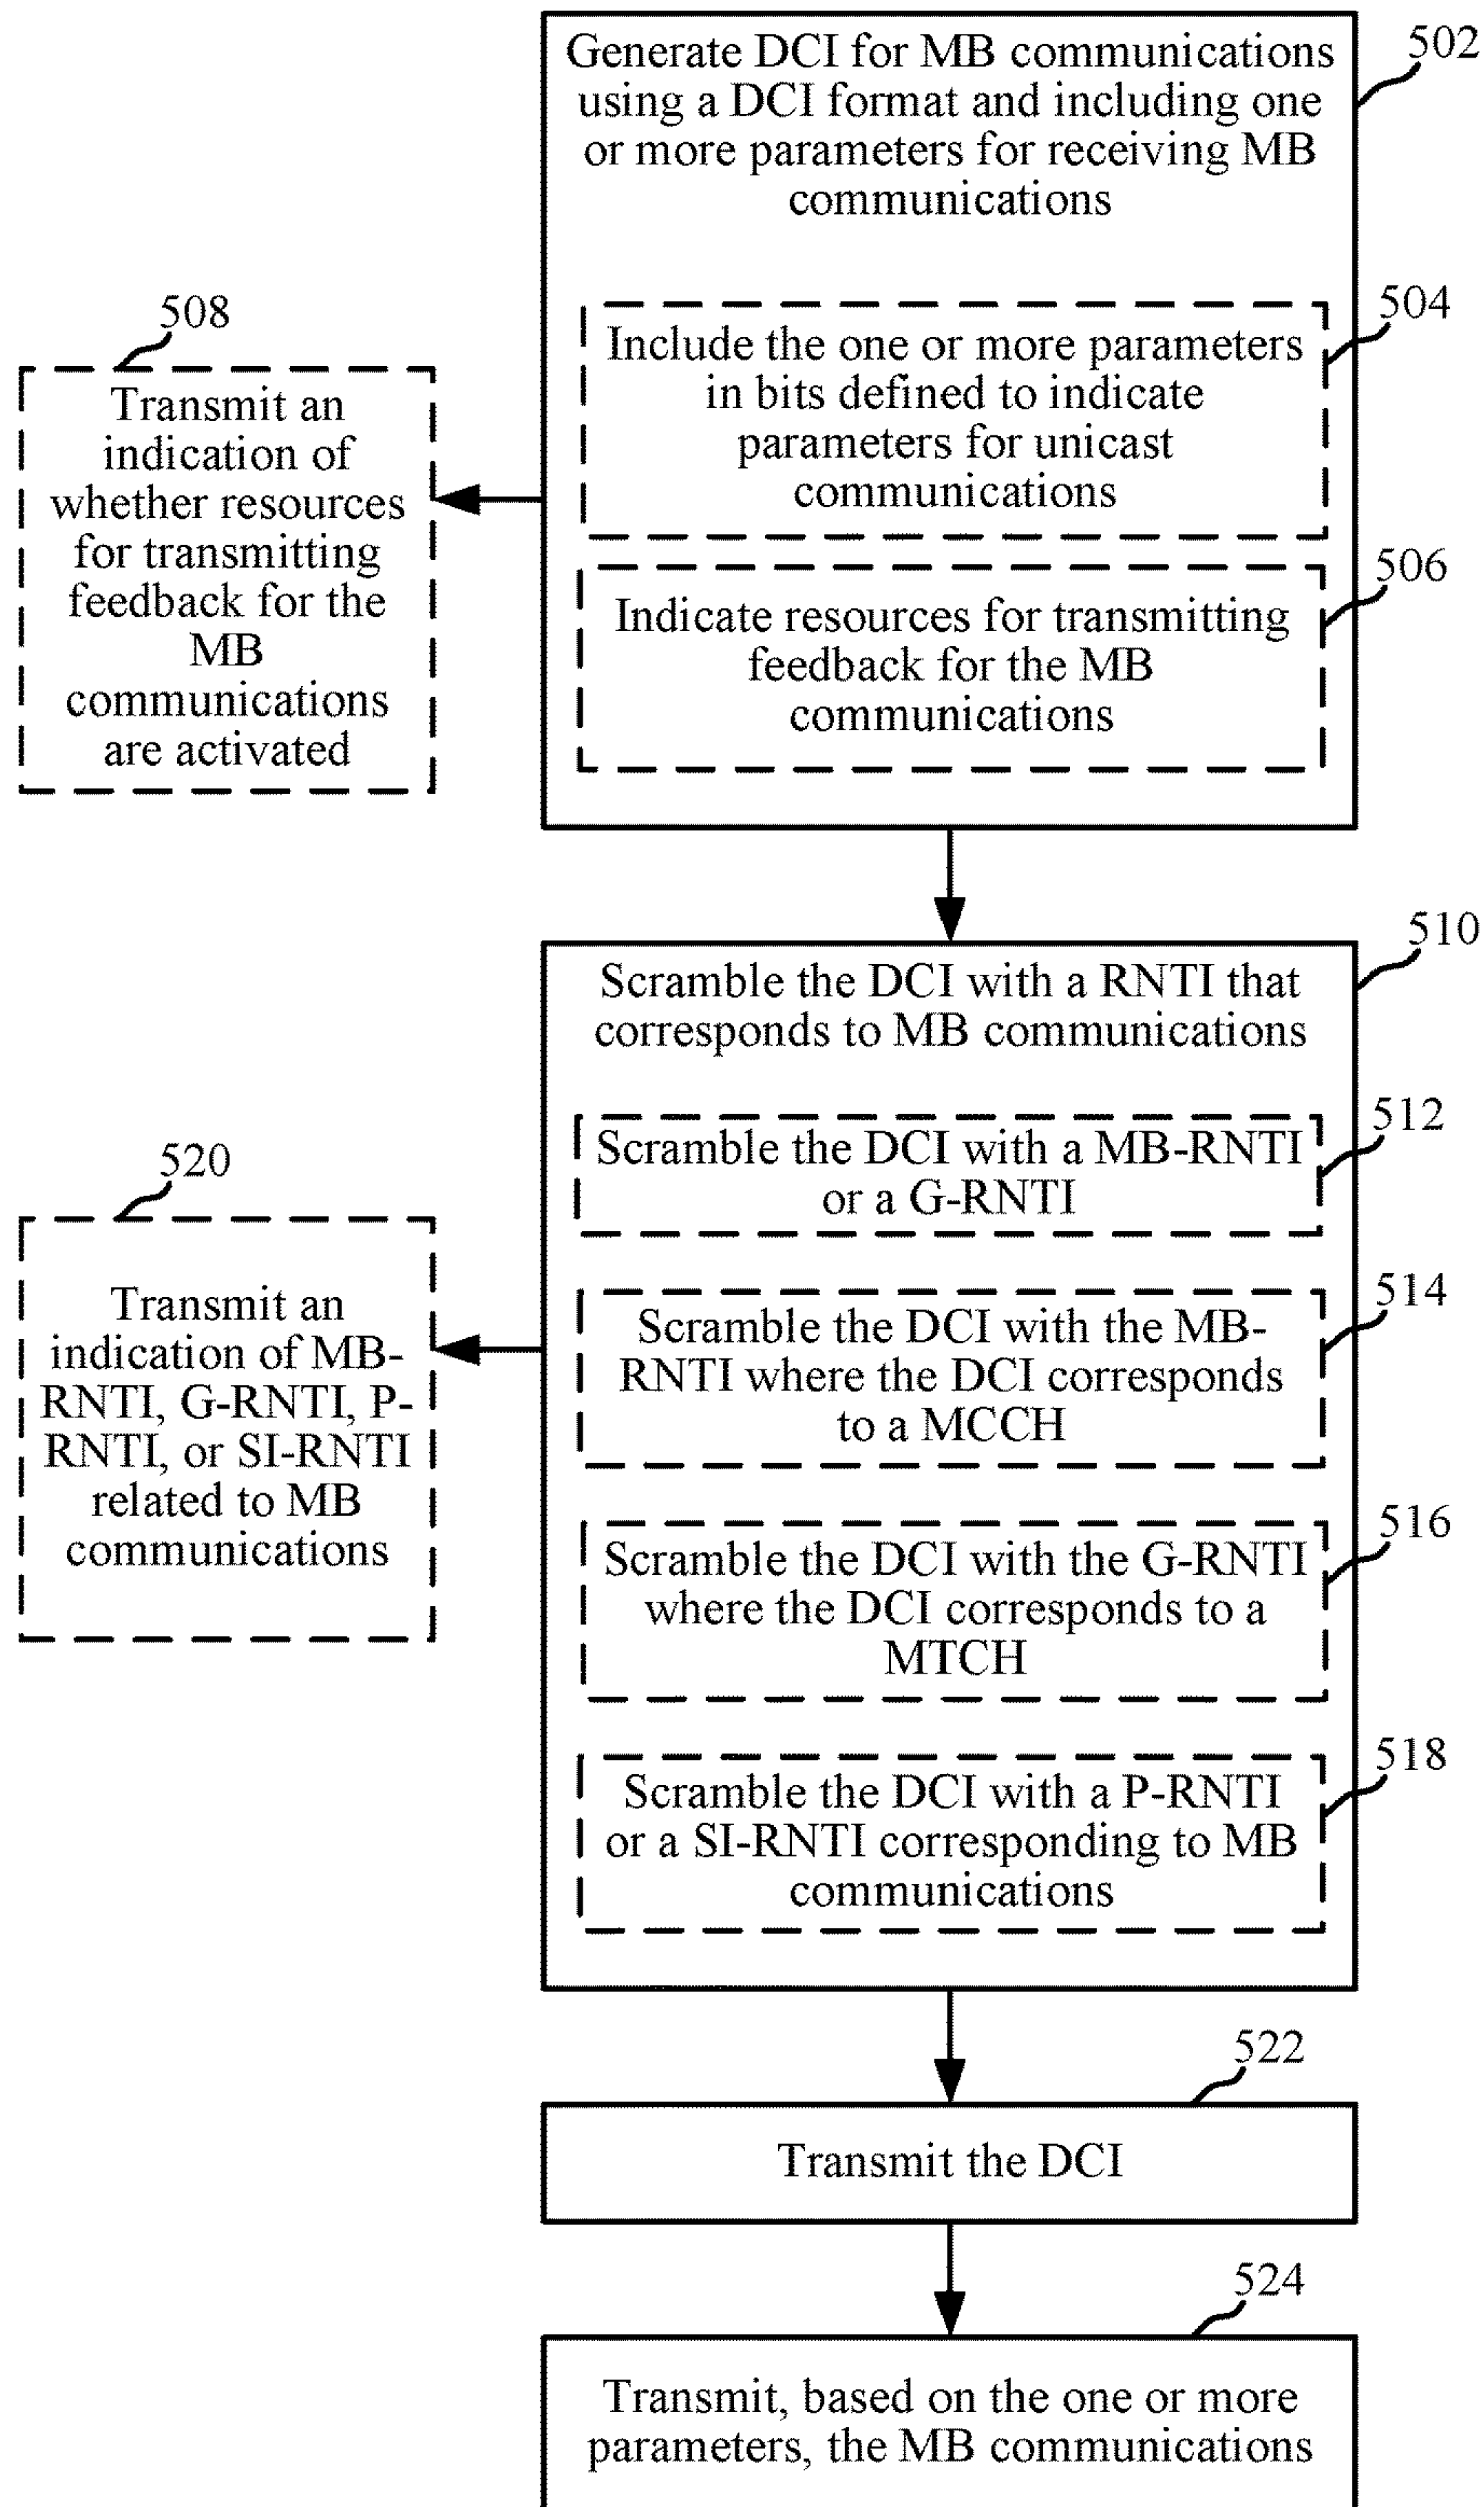 Generate DCI for MB communications
using a DCI format and including one
or more parameters for receiving MB
communications
502
504
Include the one or more parameters
in bits defined to indicate
parameters for unicast
communications
506
Indicate resources for transmitting
feedback for the MB
communications
508
Transmit an
indication of
whether resources
for transmitting
feedback for the
MB
communications
are activated
510
Scramble the DCI with a RNTI that
corresponds to MB communications
512
Scramble the DCI with a MB-RNTI
or a G-RNTI
514
Scramble the DCI with the MB-
RNTI where the DCI corresponds
to a MCCH
516
Scramble the DCI with the G-RNTI
where the DCI corresponds to a
MTCH
518
Scramble the DCI with a P-RNTI
or a SI-RNTI corresponding to MB
communications
520
Transmit an
indication of MB-
RNTI, G-RNTI, P-
RNTI, or SI-RNTI
related to MB
communications
522
Transmit the DCI
524
Transmit, based on the one or more
parameters, the MB communications